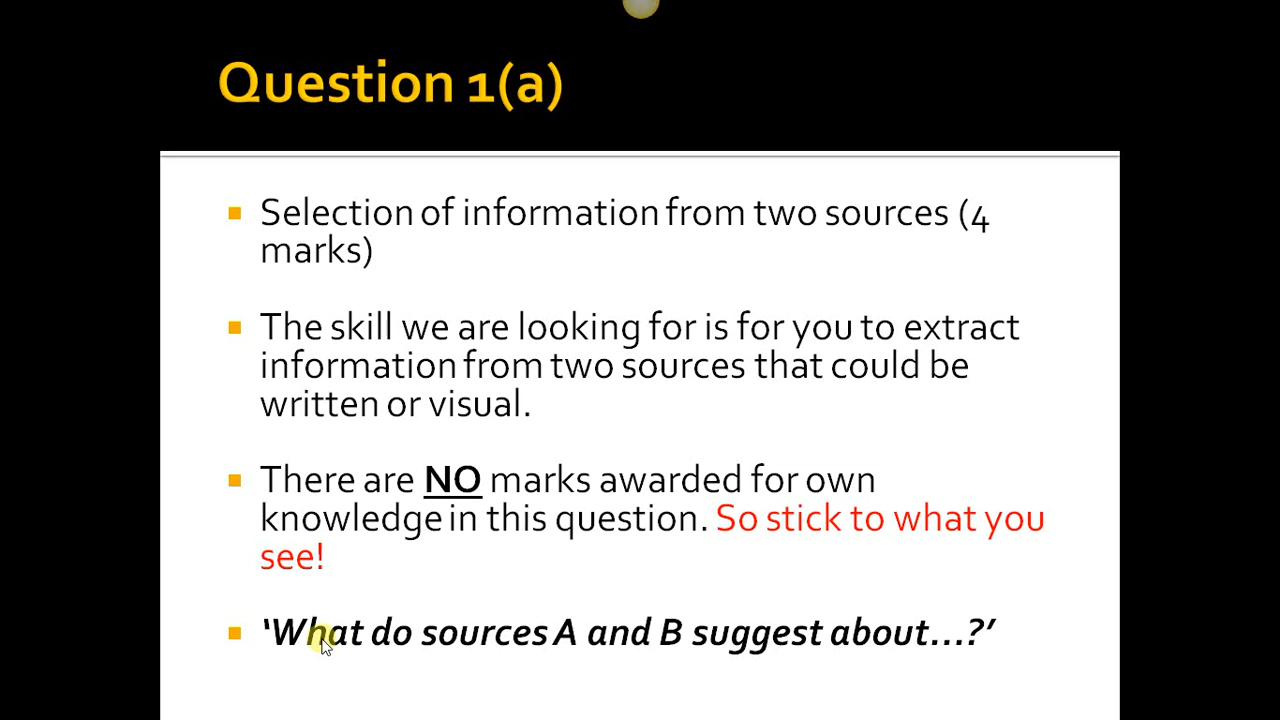 Question 1(a)
Selection of information from two sources (4
marks)
The skill we are looking for is for you to extract
information from two sources that could be
written or visual.
There are NO marks awarded for own
knowledge in this question. So stick to what you
see!
‘What do sources A and B suggest about…?’